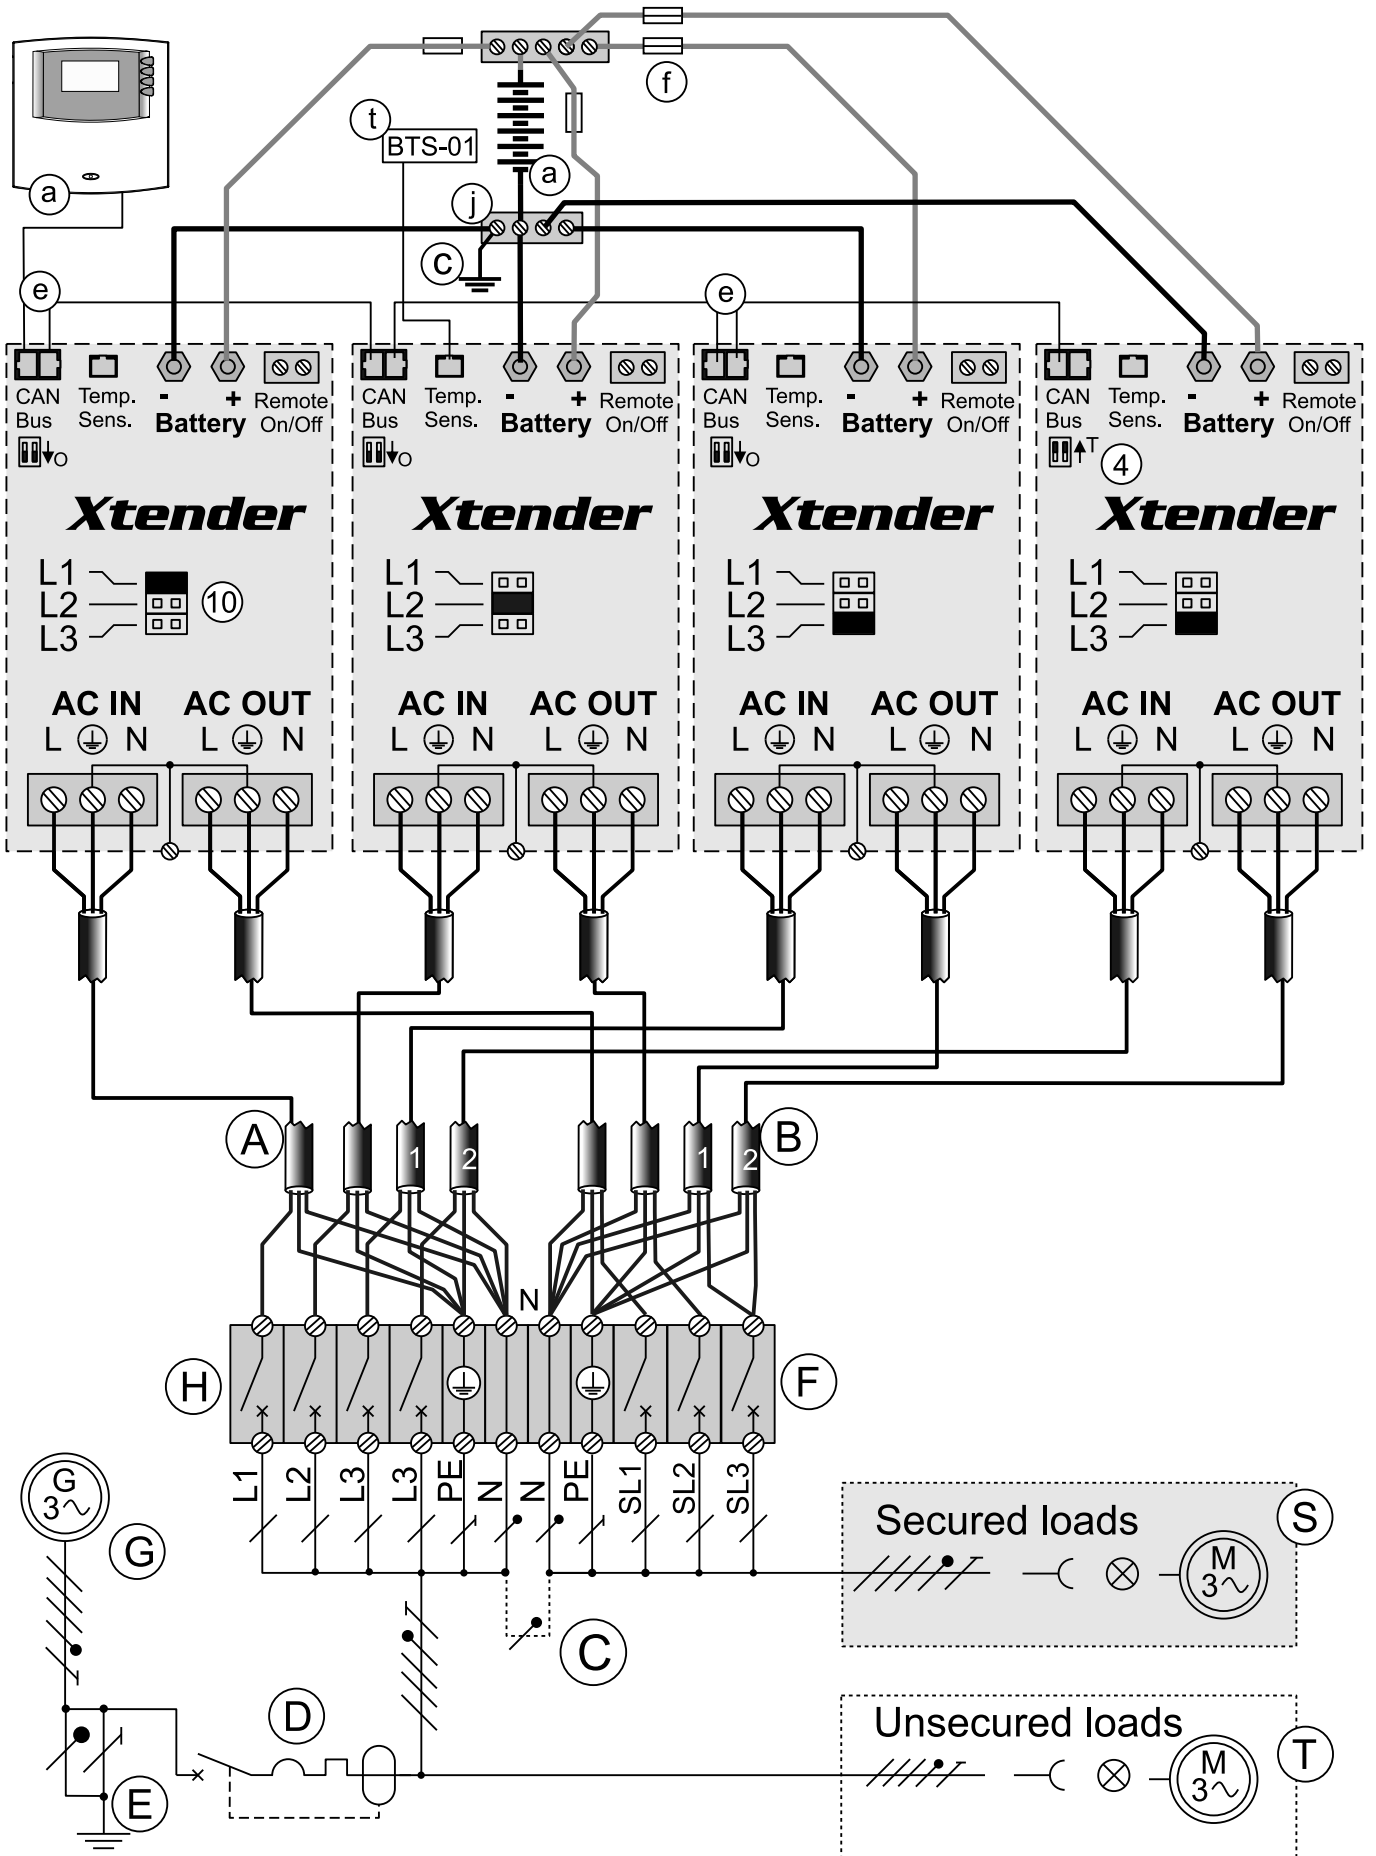 f
t
BTS-01
a
a
j
c
e
e
CAN Temp. - + Remote
Bus Sens. Battery On/Off
O
CAN Temp. - + Remote
Bus Sens. Battery On/Off
O
CAN Temp. - + Remote
Bus Sens. Battery On/Off
O
CAN Temp. - + Remote
Bus Sens. Battery On/Off
T
4
Xtender
Xtender
Xtender
Xtender
L1
L2
L3
10
L1
L2
L3
L1
L2
L3
L1
L2
L3
AC IN AC OUT
L N L N
AC IN AC OUT
L N L N
AC IN AC OUT
L N L N
AC IN AC OUT
L N L N
A
1
2
1
2
B
N
H
F
L1
L2
L3
L3
PE
N
N
PE
SL1
SL2
SL3
G
3~
G
Secured loads
S
M
3~
C
D
E
Unsecured loads
T
M
3~